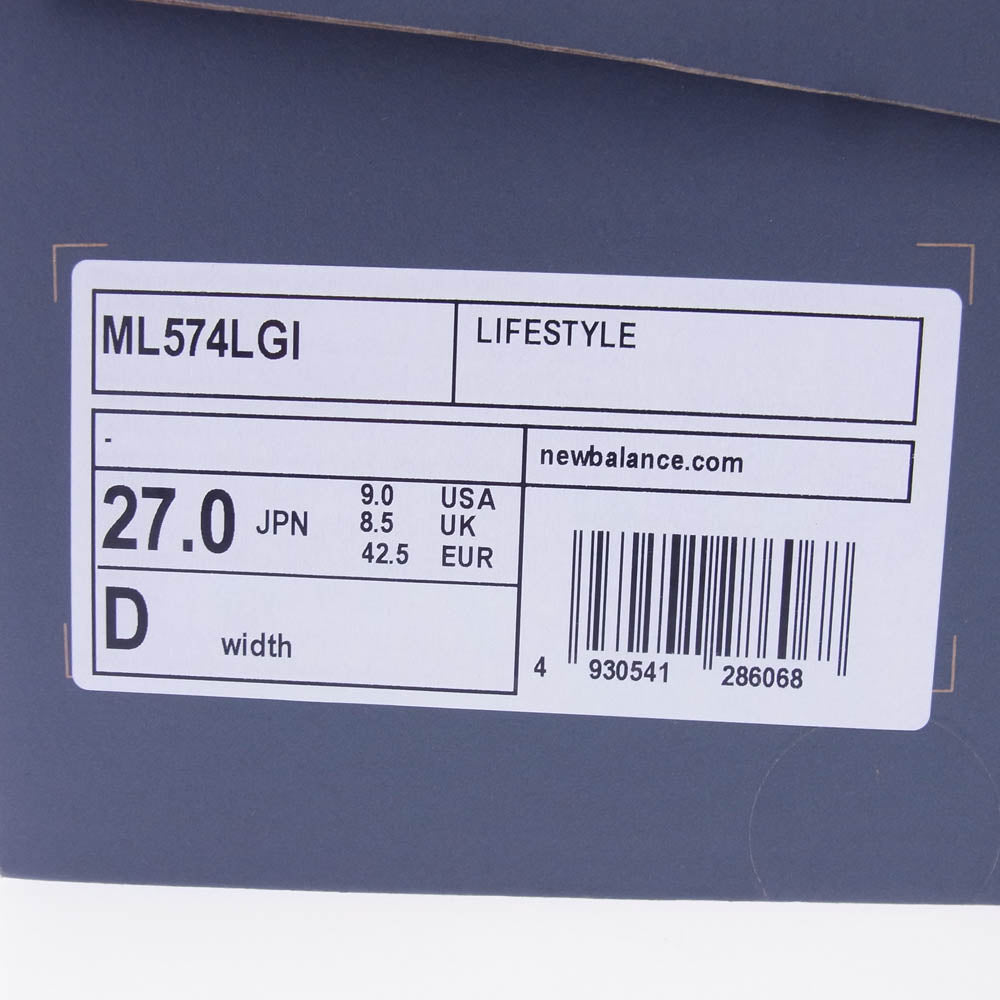 ML574LGI
LIFESTYLE
-
newbalance.com
27.0 JPN
9.0 USA
8.5 UK
42.5 EUR
D width
4 930541 286068